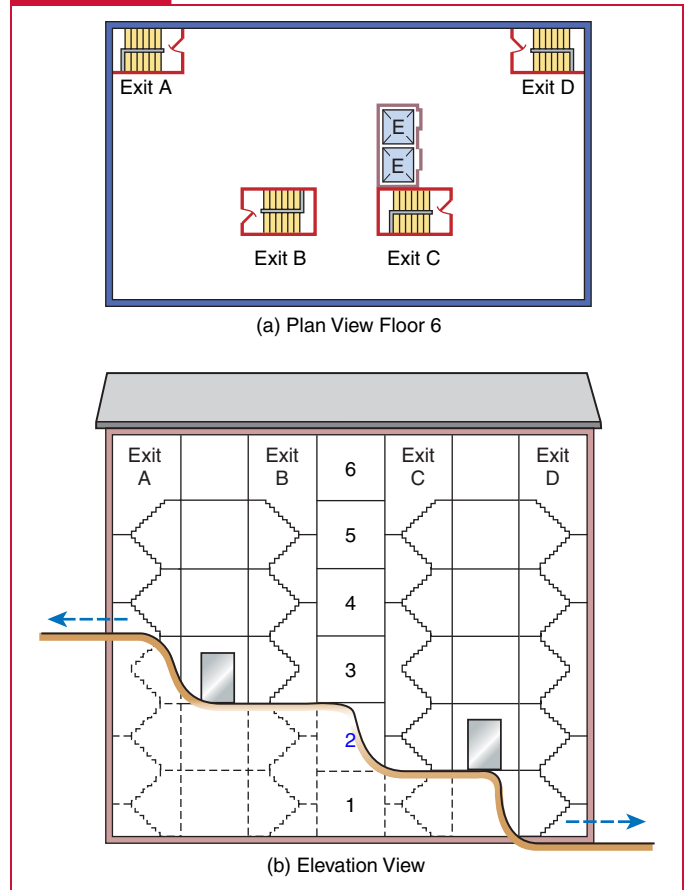 Exit A
Exit D
E
E
Exit B
Exit C
(a) Plan View Floor 6
Exit
A
Exit
B
6
Exit
C
Exit
D
5
4
3
2
1
(b) Elevation View